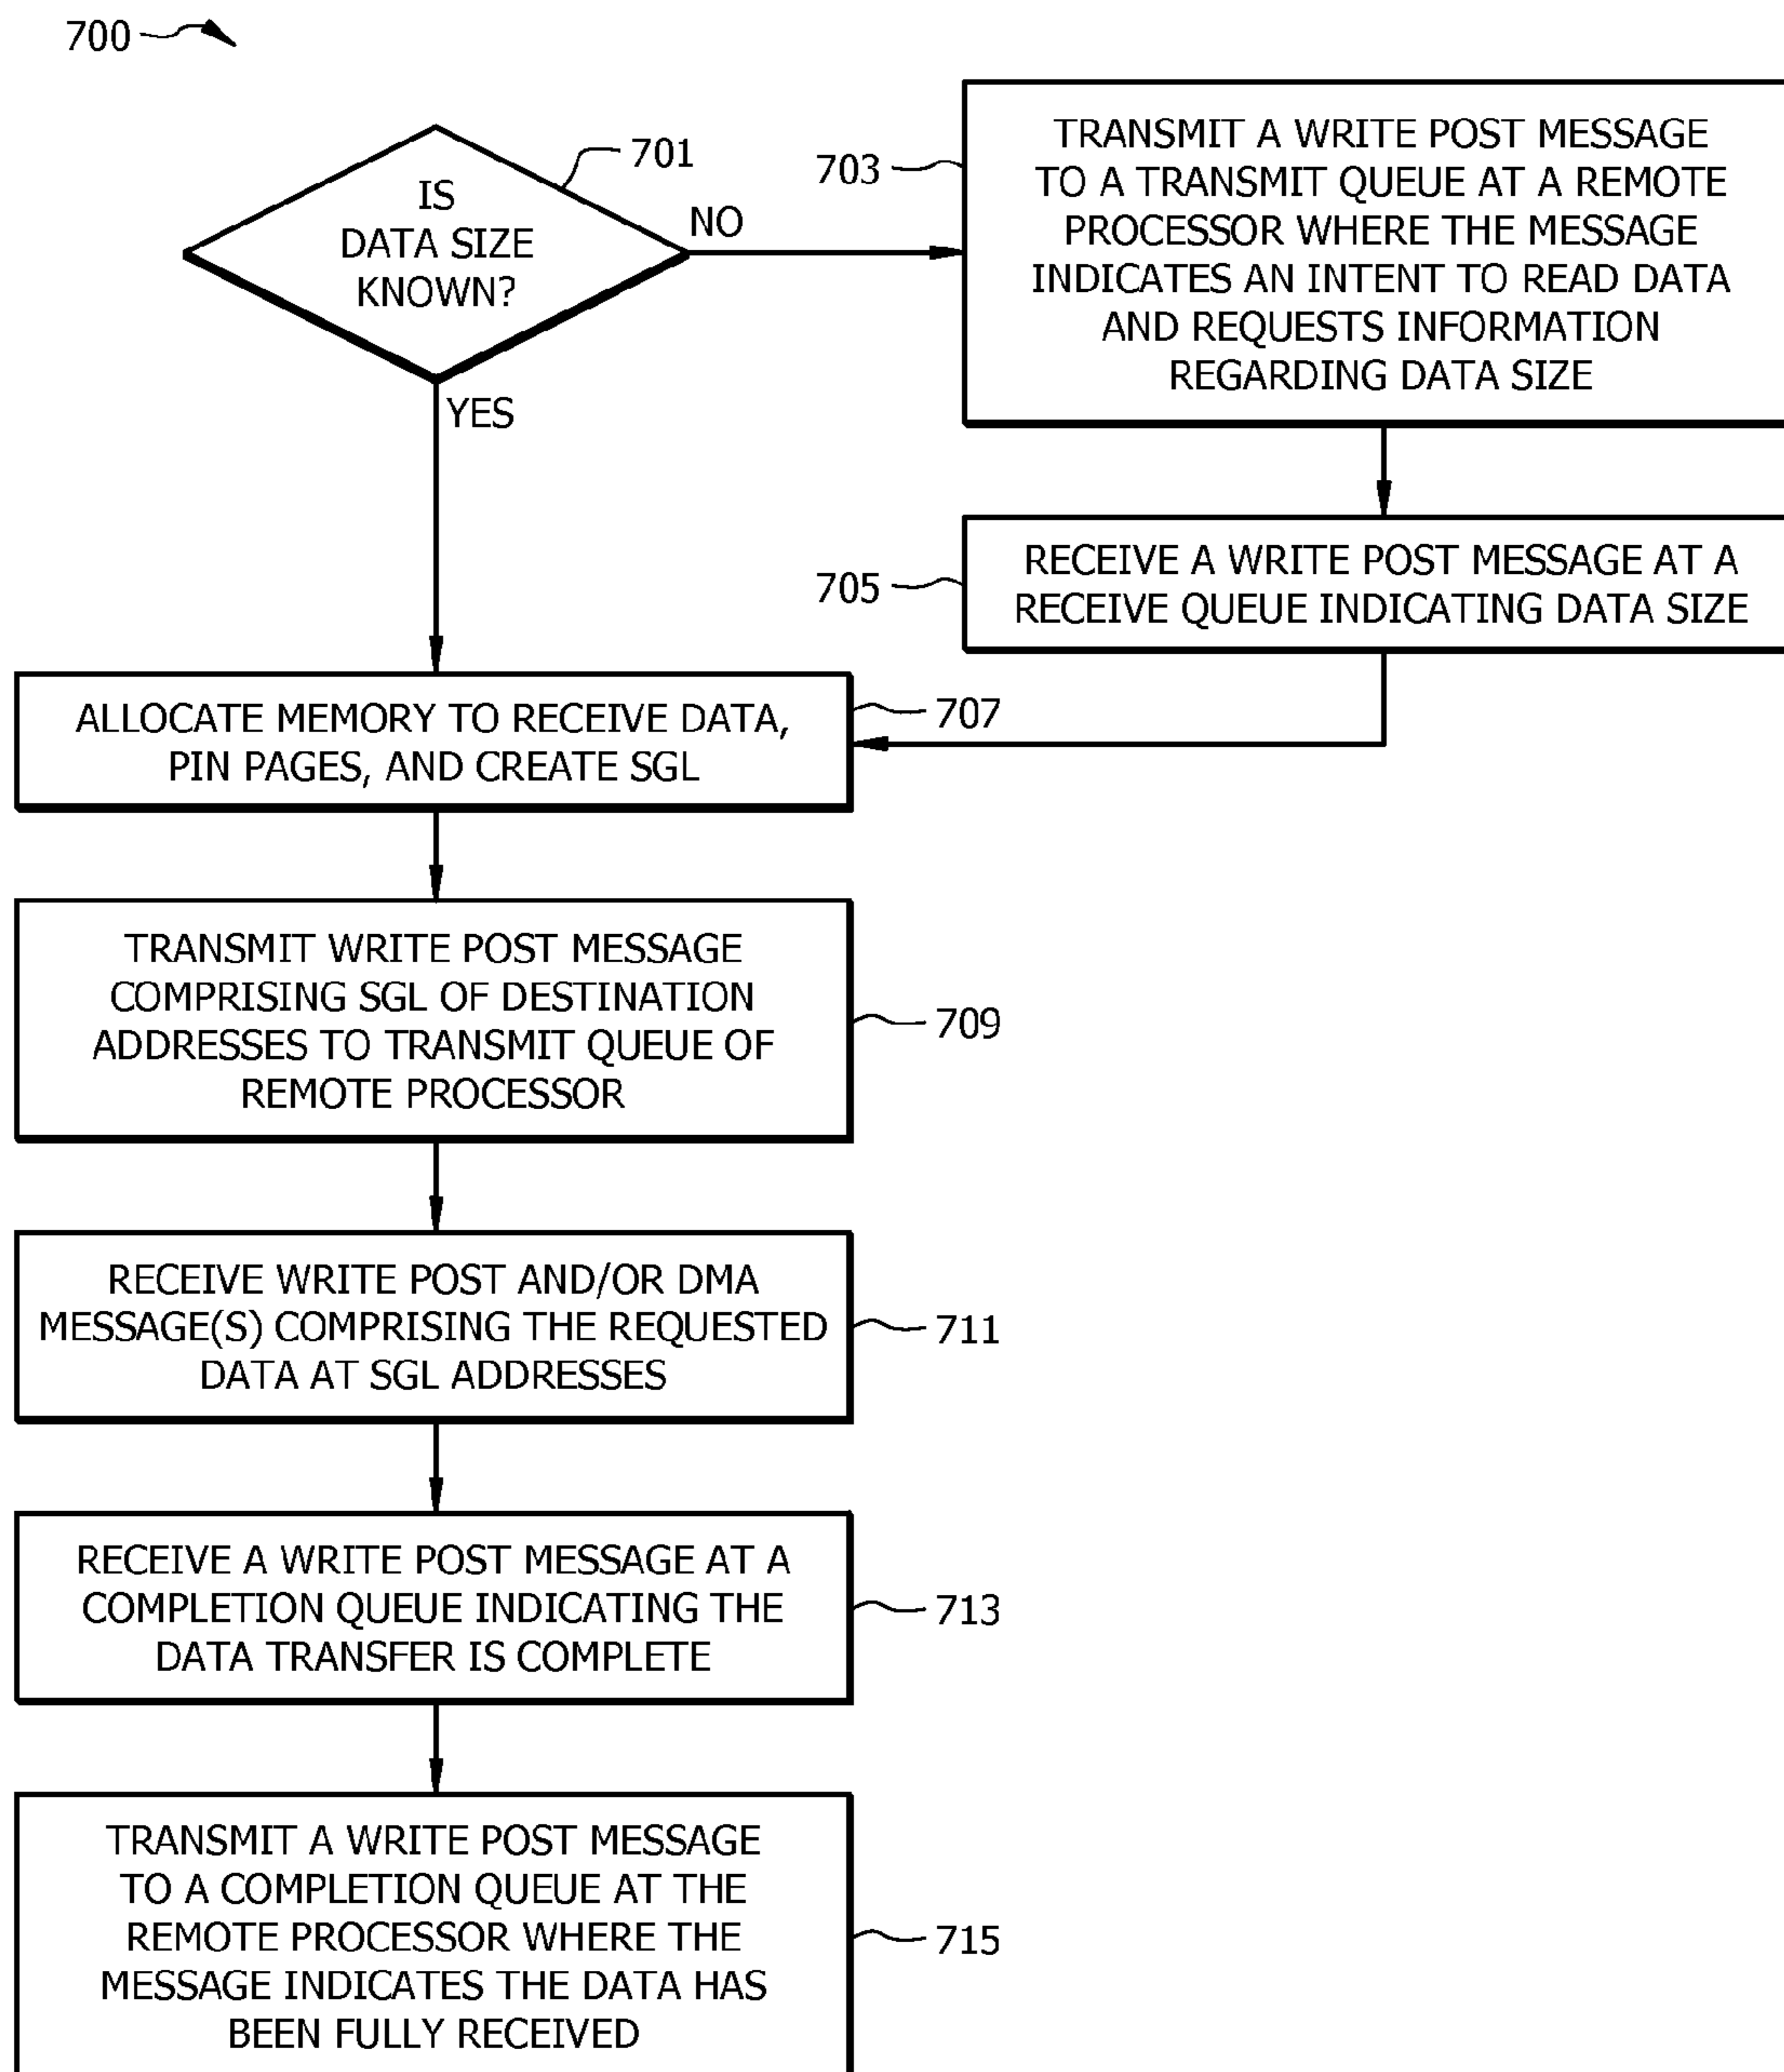 700
IS
DATA SIZE
KNOWN?
701
NO
YES
703
TRANSMIT A WRITE POST MESSAGE
TO A TRANSMIT QUEUE AT A REMOTE
PROCESSOR WHERE THE MESSAGE
INDICATES AN INTENT TO READ DATA
AND REQUESTS INFORMATION
REGARDING DATA SIZE
705
RECEIVE A WRITE POST MESSAGE AT A
RECEIVE QUEUE INDICATING DATA SIZE
ALLOCATE MEMORY TO RECEIVE DATA,
PIN PAGES, AND CREATE SGL
707
TRANSMIT WRITE POST MESSAGE
COMPRISING SGL OF DESTINATION
ADDRESSES TO TRANSMIT QUEUE OF
REMOTE PROCESSOR
709
RECEIVE WRITE POST AND/OR DMA
MESSAGE(S) COMPRISING THE REQUESTED
DATA AT SGL ADDRESSES
711
RECEIVE A WRITE POST MESSAGE AT A
COMPLETION QUEUE INDICATING THE
DATA TRANSFER IS COMPLETE
713
TRANSMIT A WRITE POST MESSAGE
TO A COMPLETION QUEUE AT THE
REMOTE PROCESSOR WHERE THE
MESSAGE INDICATES THE DATA HAS
BEEN FULLY RECEIVED
715